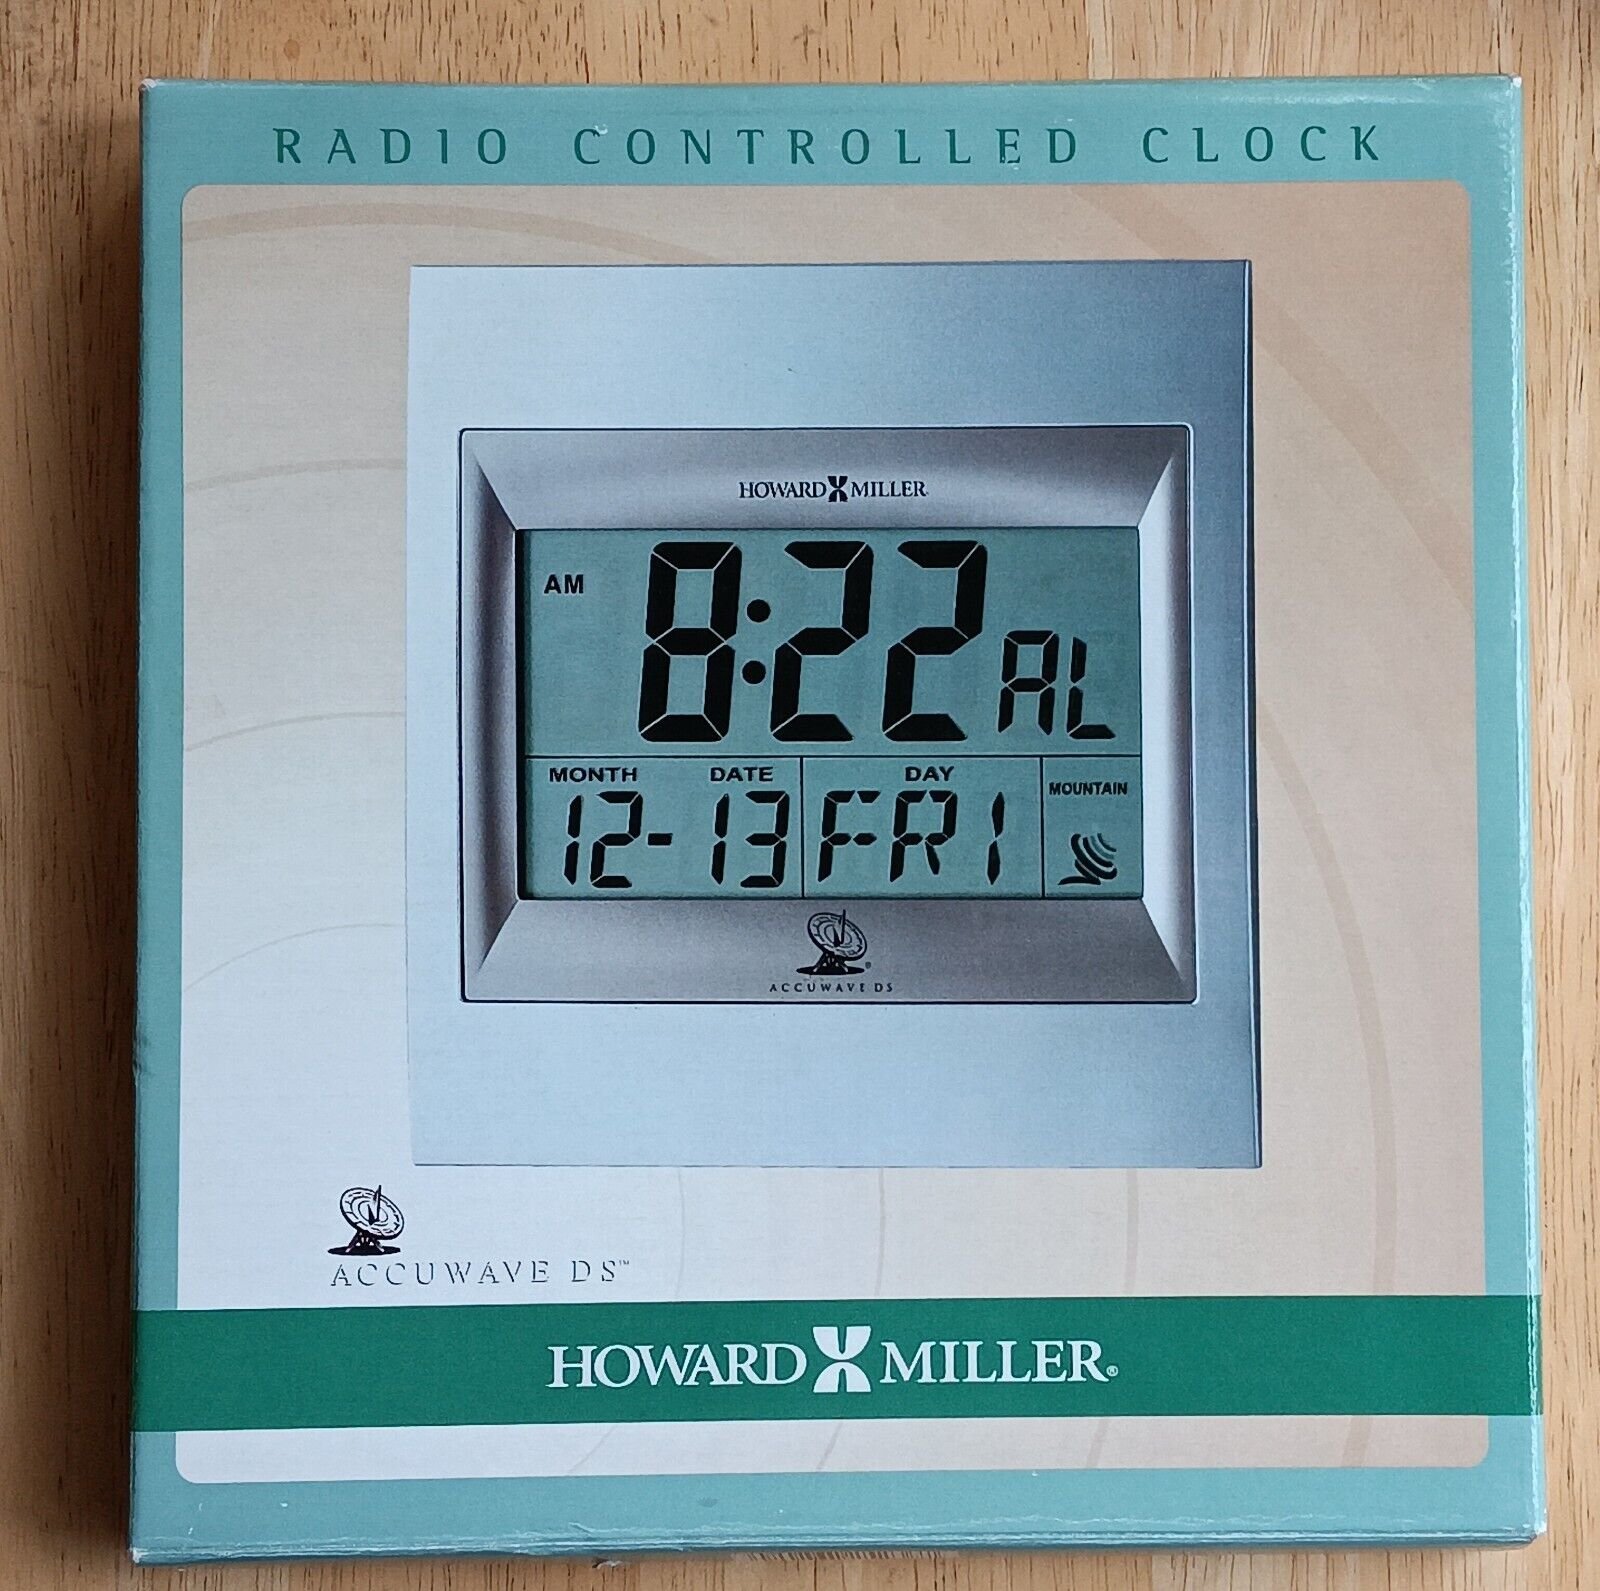 RADIO CONTROLLED CLOCK
HOWARD MILLER
AM 8:22 AL
MONTH DATE DAY MOUNTAIN
12-13 FRI
ACCUWAVE DS
ACCUWAVE DS™
HOWARD MILLER®